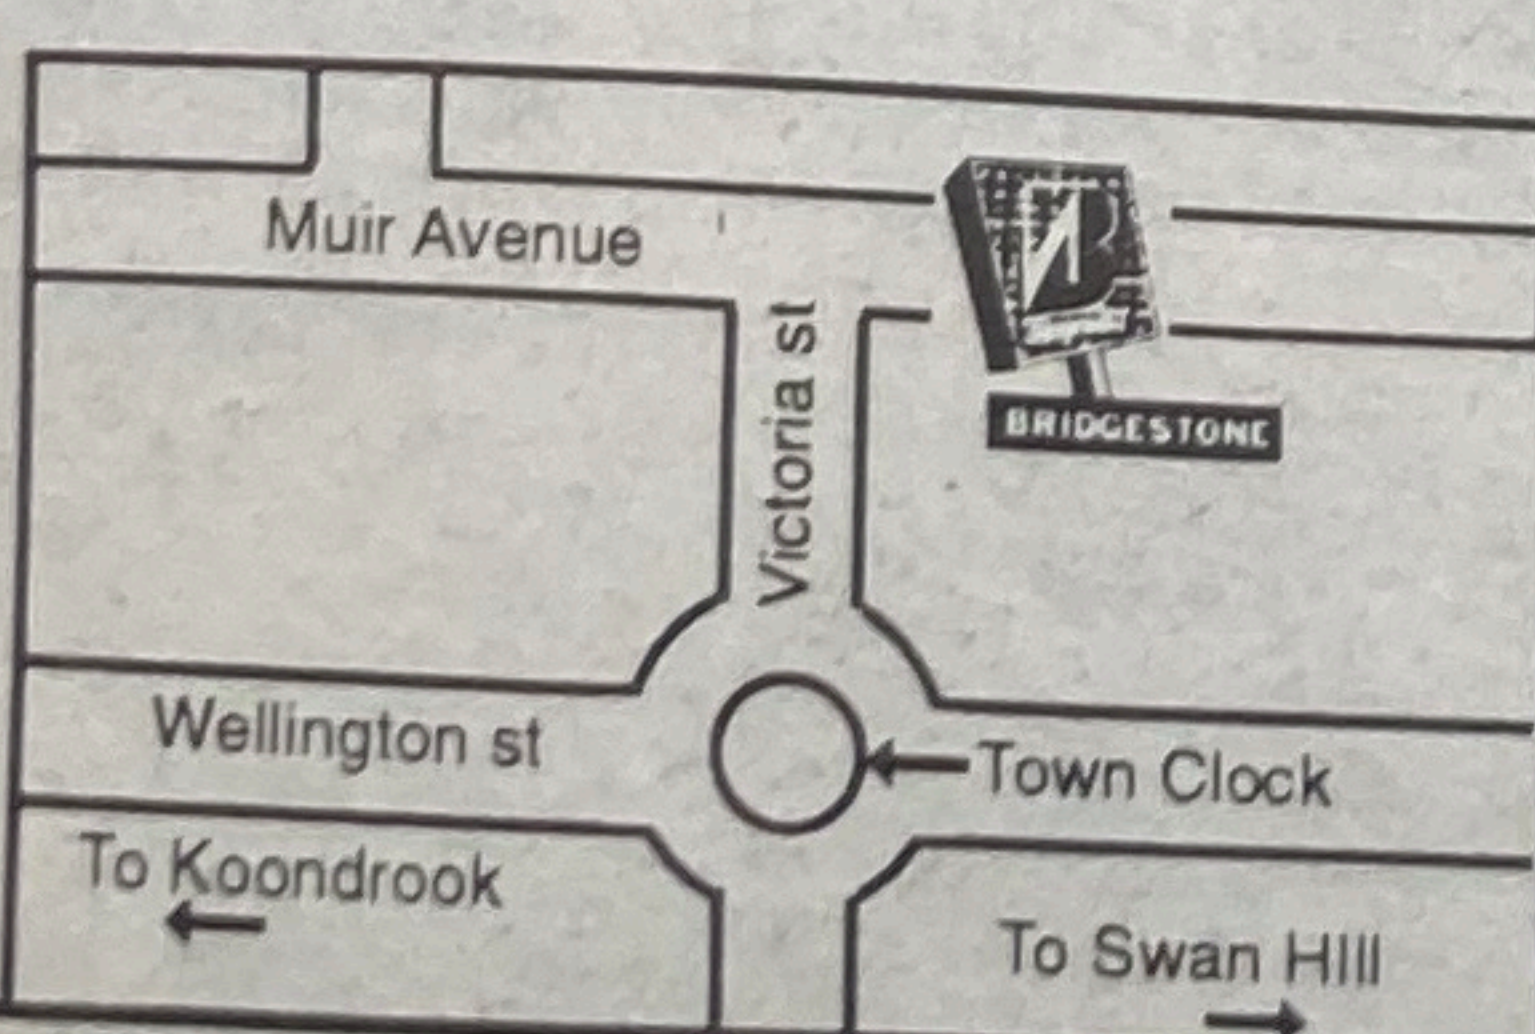 Muir Avenue
Victoria st
B
BRIDGESTONE
Wellington st
Town Clock
To Koondrook
To Swan HIll